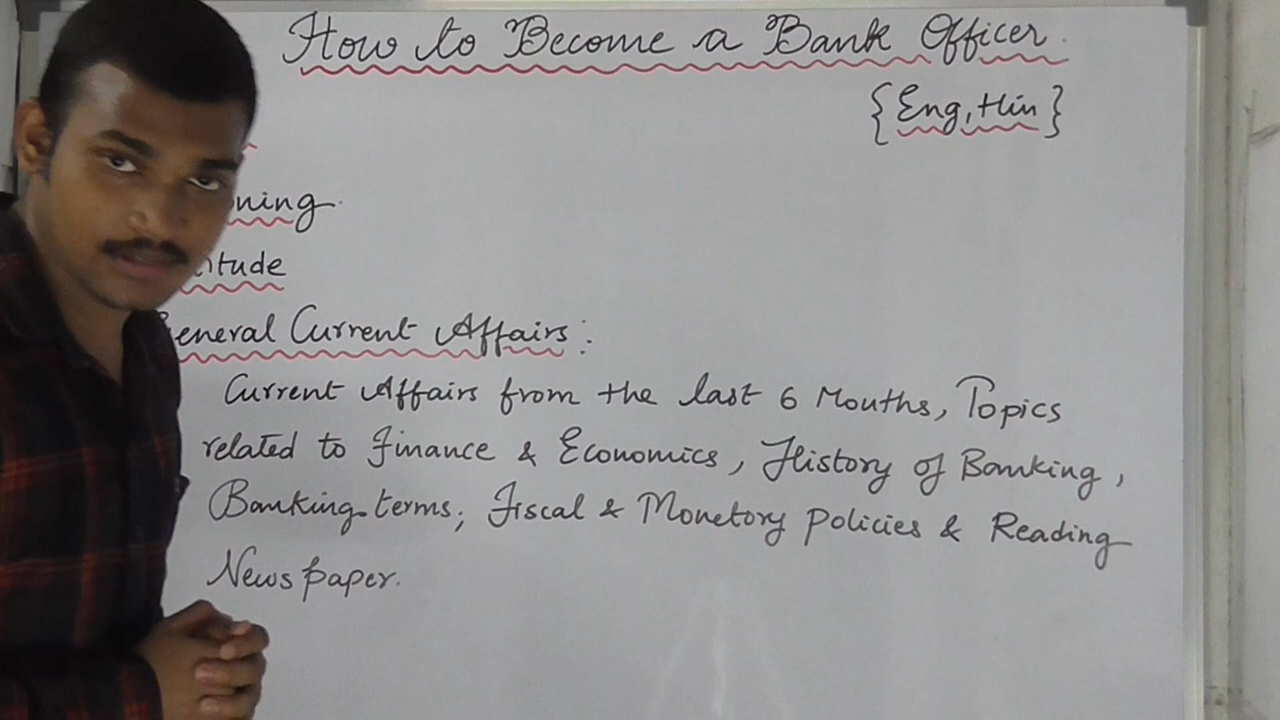 How to Become a Bank Officer.
{Eng, Hin}
ning.
itude
General Current Affairs:
Current Affairs from the last 6 Mouths, Topics
related to Finance & Economics, History of Banking,
Banking terms, Fiscal & Monetory policies & Reading
News paper.